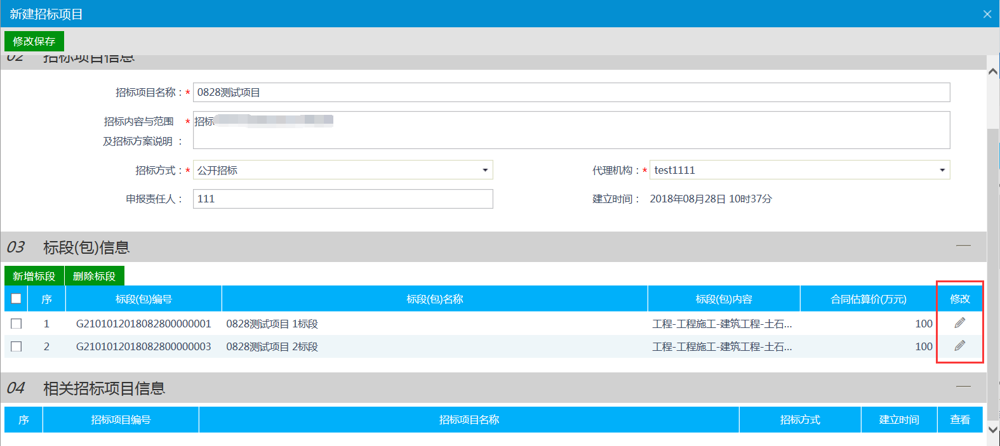 新建招标项目
修改保存
02 招标项目信息
招标项目名称：* 0828测试项目
招标内容与范围 * 招标
及招标方案说明 ：
招标方式：* 公开招标 代理机构：* test1111
申报责任人： 111 建立时间： 2018年08月28日 10时37分
03 标段(包)信息
新增标段 删除标段
序 标段(包)编号 标段(包)名称 标段(包)内容 合同估算价(万元) 修改
1 G2101012018082800000001 0828测试项目 1标段 工程-工程施工-建筑工程-土石... 100
2 G2101012018082800000003 0828测试项目 2标段 工程-工程施工-建筑工程-土石... 100
04 相关招标项目信息
序 招标项目编号 招标项目名称 招标方式 建立时间 查看